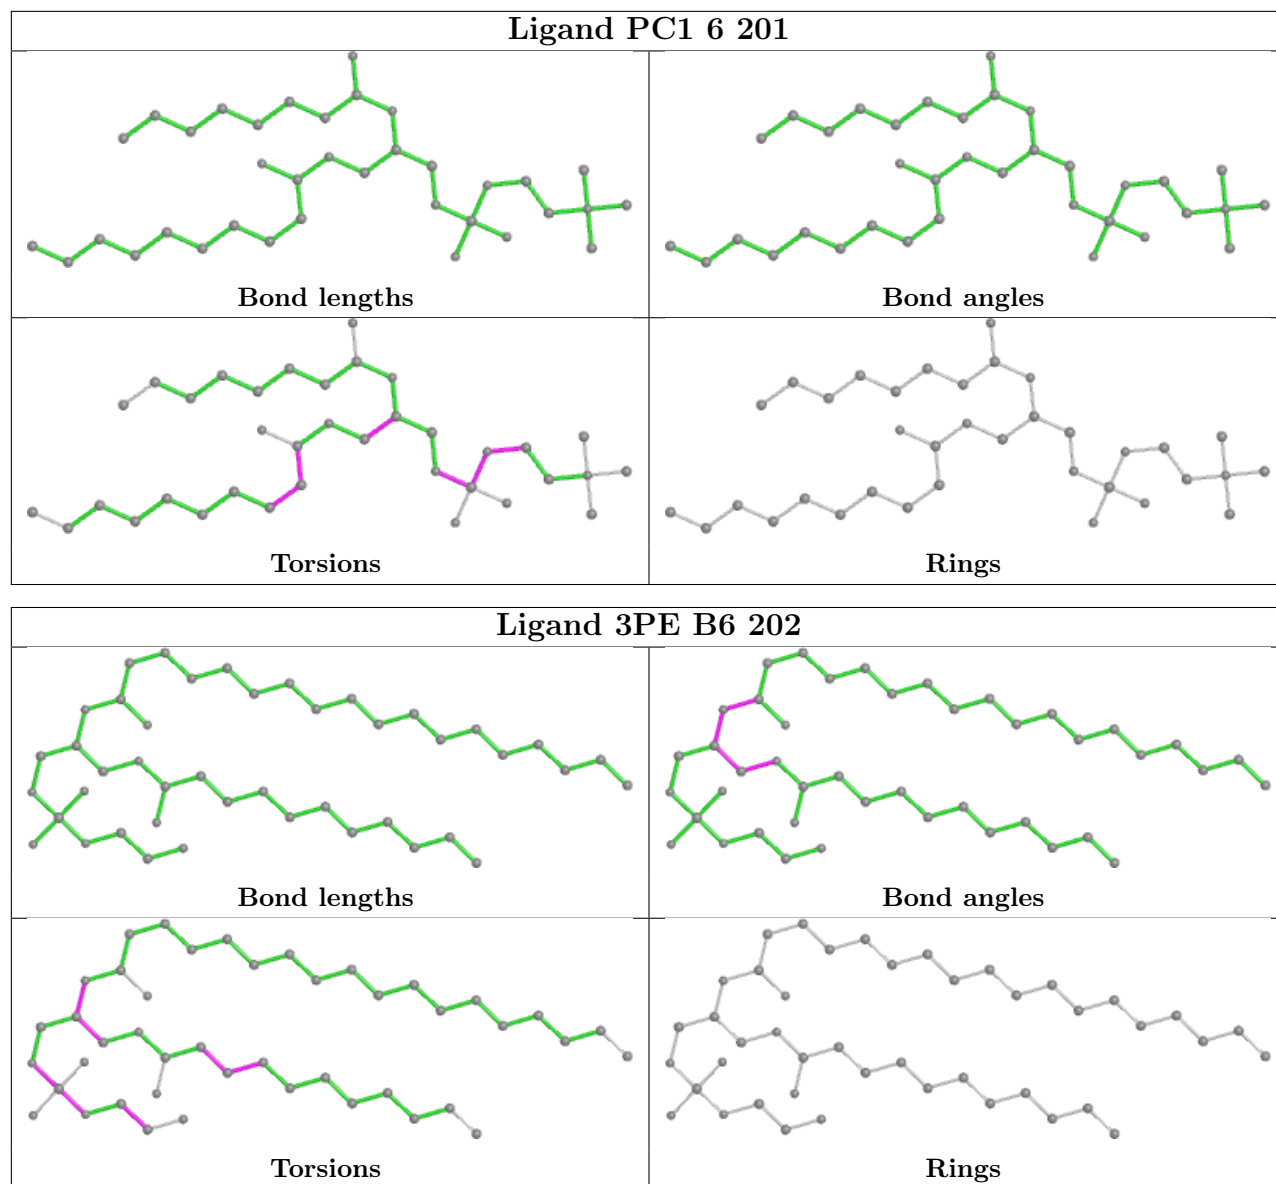 Ligand PC1 6 201
Bond lengths
Bond angles
Torsions
Rings
Ligand 3PE B6 202
Bond lengths
Bond angles
Torsions
Rings